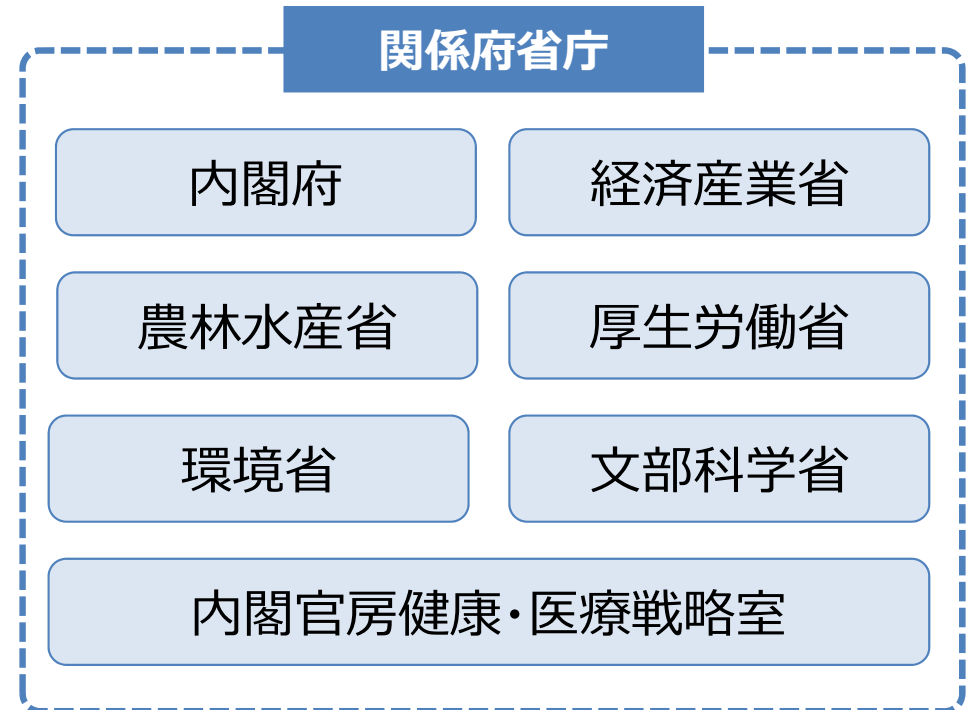 関係府省庁
内閣府
経済産業省
農林水産省
厚生労働省
環境省
文部科学省
内閣官房健康・医療戦略室